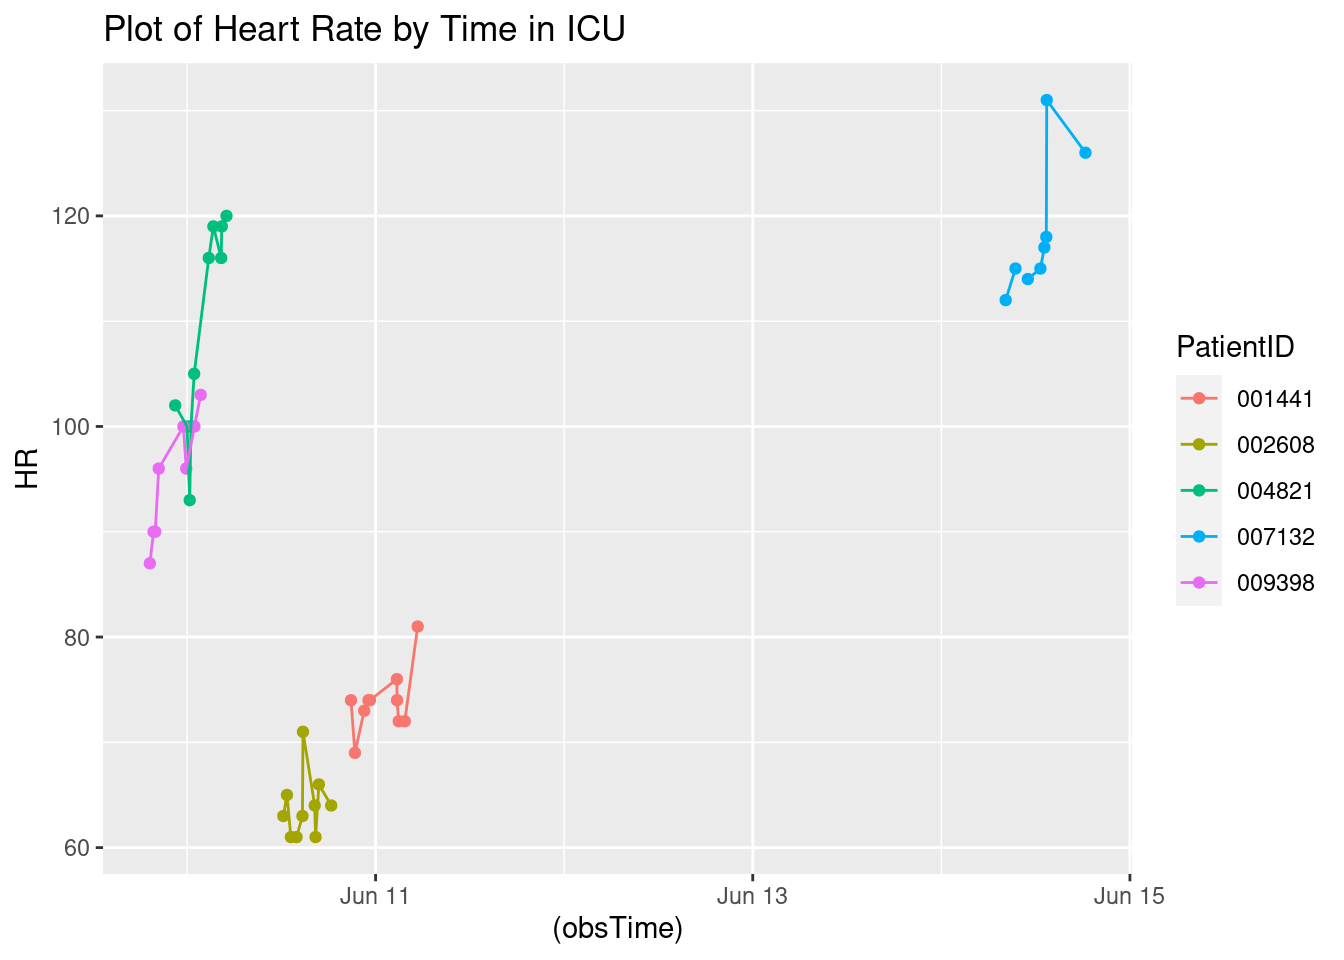 Plot of Heart Rate by Time in ICU
120
100
80
60
HR
Jun 11
Jun 13
Jun 15
(obsTime)
PatientID
001441
002608
004821
007132
009398